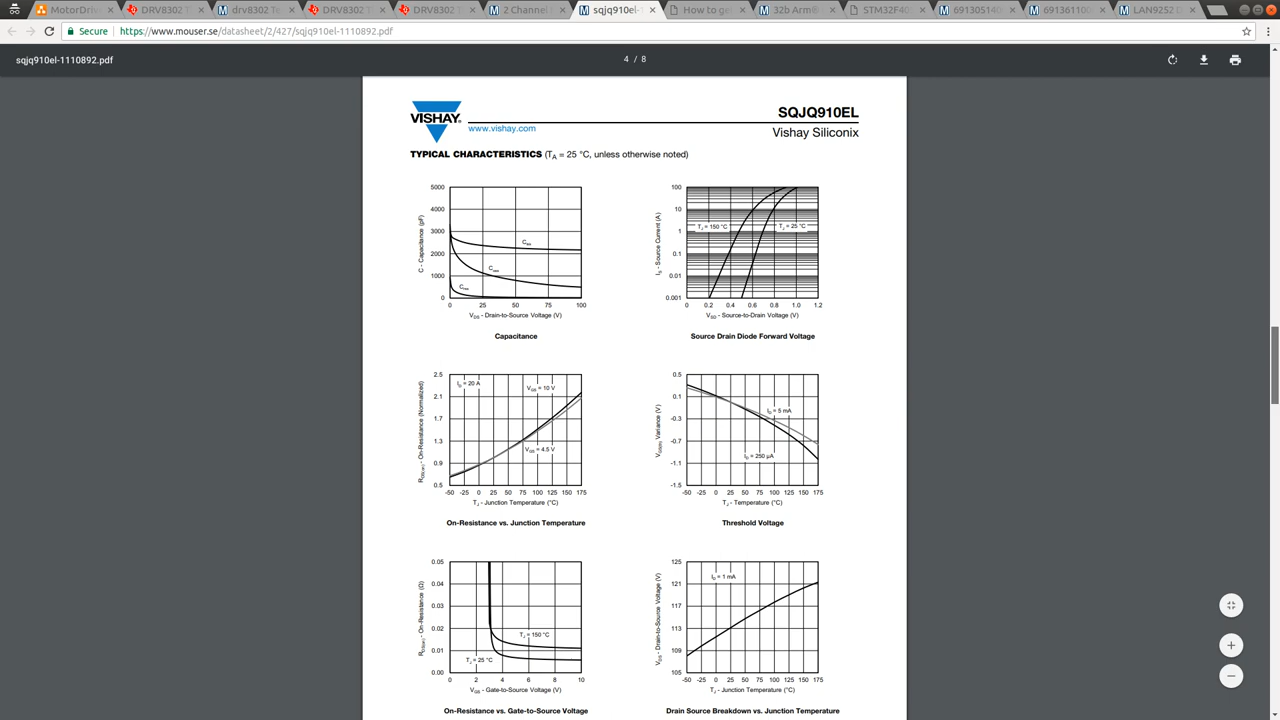 MotorDriv
DRV8302 T
drv8302 Te
DRV8302 T
DRV8302 T
2 Channel
sqjq910el-
How to ge
32b Arm®
STM32F40
691305140
691361100
LAN9252 D
Secure
https://www.mouser.se/datasheet/2/427/sqjq910el-1110892.pdf
sqjq910el-1110892.pdf
4 / 8
VISHAY
www.vishay.com
SQJQ910EL
Vishay Siliconix
TYPICAL CHARACTERISTICS (TA = 25 °C, unless otherwise noted)
5000
4000
3000
2000
1000
0
C - Capacitance (pF)
Ciss
Coss
Crss
0 25 50 75 100
VDS - Drain-to-Source Voltage (V)
Capacitance
100
10
1
0.1
0.01
0.001
IS - Source Current (A)
TJ = 150 °C
TJ = 25 °C
0 0.2 0.4 0.6 0.8 1.0 1.2
VSD - Source-to-Drain Voltage (V)
Source Drain Diode Forward Voltage
2.5
2.1
1.7
1.3
0.9
0.5
RDS(on) - On-Resistance (Normalized)
ID = 20 A
VGS = 10 V
VGS = 4.5 V
-50 -25 0 25 50 75 100 125 150 175
TJ - Junction Temperature (°C)
On-Resistance vs. Junction Temperature
0.5
0.1
-0.3
-0.7
-1.1
-1.5
VGS(th) Variance (V)
ID = 5 mA
ID = 250 µA
-50 -25 0 25 50 75 100 125 150 175
TJ - Temperature (°C)
Threshold Voltage
0.05
0.04
0.03
0.02
0.01
0.00
RDS(on) - On-Resistance (Ω)
TJ = 150 °C
TJ = 25 °C
0 2 4 6 8 10
VGS - Gate-to-Source Voltage (V)
On-Resistance vs. Gate-to-Source Voltage
125
121
117
113
109
105
VDS - Drain-to-Source Voltage (V)
ID = 1 mA
-50 -25 0 25 50 75 100 125 150 175
TJ - Junction Temperature (°C)
Drain Source Breakdown vs. Junction Temperature